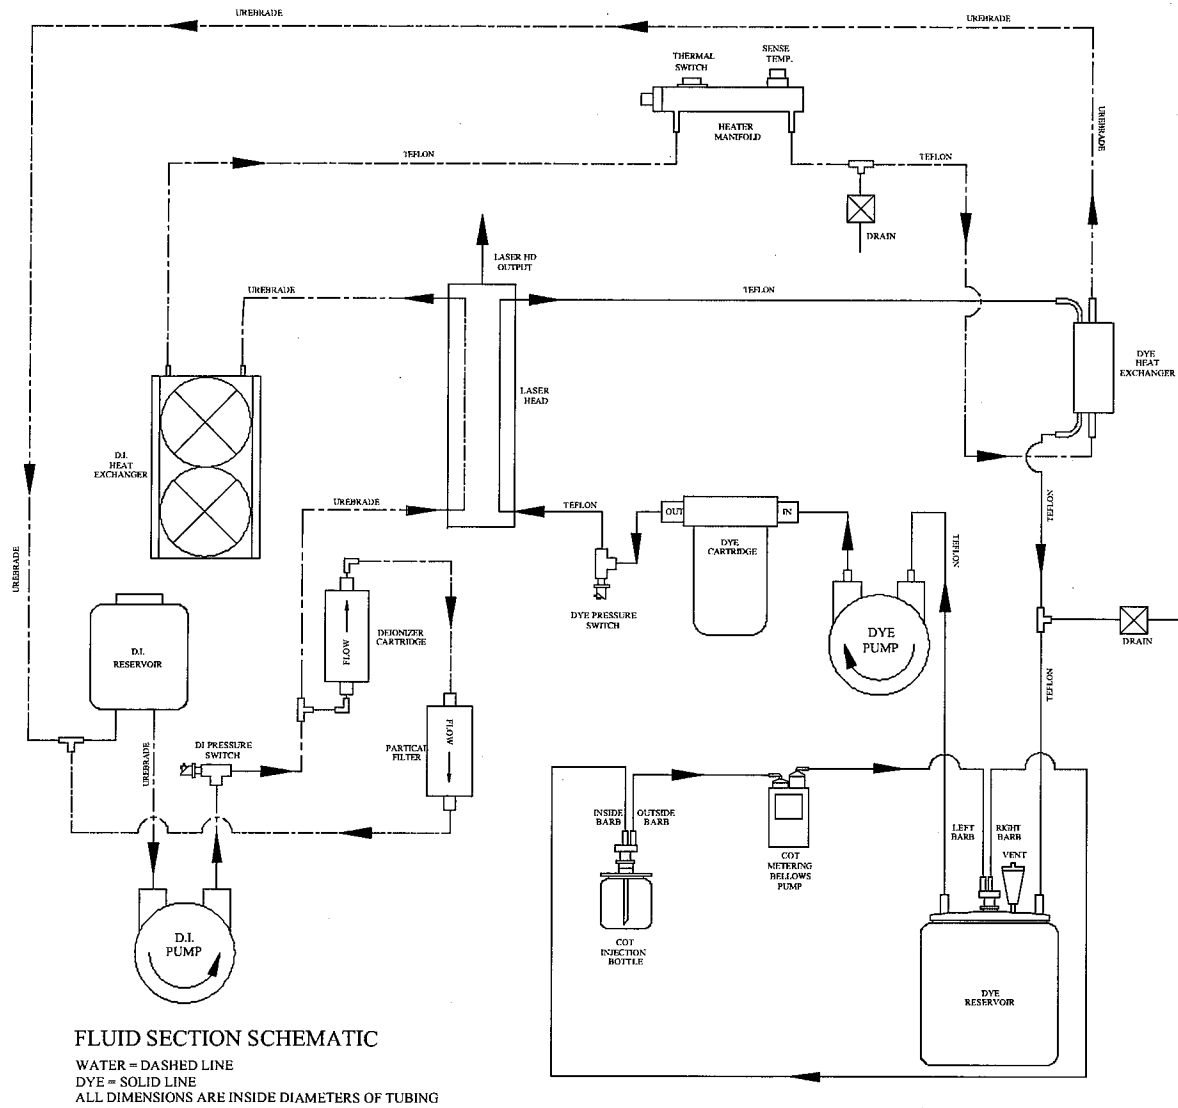 UREBRADE
UREBRADE
THERMAL
SWITCH
SENSE
TEMP.
HEATER
MANIFOLD
UREBRADE
TEFLON
TEFLON
DRAIN
LASER HD
OUTPUT
UREBRADE
TEFLON
DYE
HEAT
EXCHANGER
LASER
HEAD
D.I.
HEAT
EXCHANGER
UREBRADE
TEFLON
OUT
IN
DYE
CARTRIDGE
TEFLON
TEFLON
UREBRADE
DYE PRESSURE
SWITCH
DYE
PUMP
DEIONIZER
CARTRIDGE
FLOW
D.I.
RESERVOIR
DRAIN
TEFLON
UREBRADE
DI PRESSURE
SWITCH
PARTICAL
FILTER
FLOW
INSIDE
BARB
OUTSIDE
BARB
LEFT
BARB
RIGHT
BARB
VENT
COT
METERING
BELLOWS
PUMP
D.I.
PUMP
COT
INJECTION
BOTTLE
DYE
RESERVOIR
FLUID SECTION SCHEMATIC
WATER = DASHED LINE
DYE = SOLID LINE
ALL DIMENSIONS ARE INSIDE DIAMETERS OF TUBING